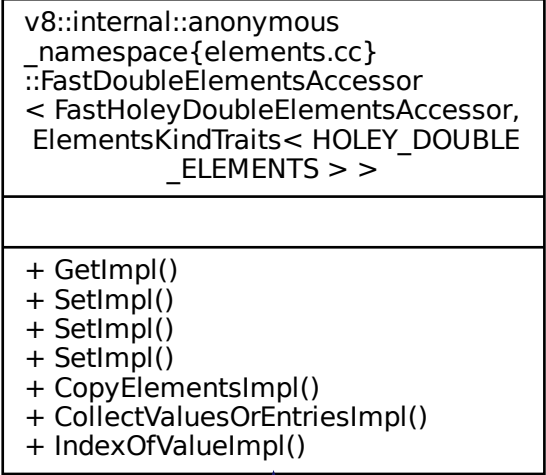 v8::internal::anonymous
_namespace{elements.cc}
::FastDoubleElementsAccessor
< FastHoleyDoubleElementsAccessor,
ElementsKindTraits< HOLEY_DOUBLE
_ELEMENTS > >
+ GetImpl()
+ SetImpl()
+ SetImpl()
+ SetImpl()
+ CopyElementsImpl()
+ CollectValuesOrEntriesImpl()
+ IndexOfValueImpl()